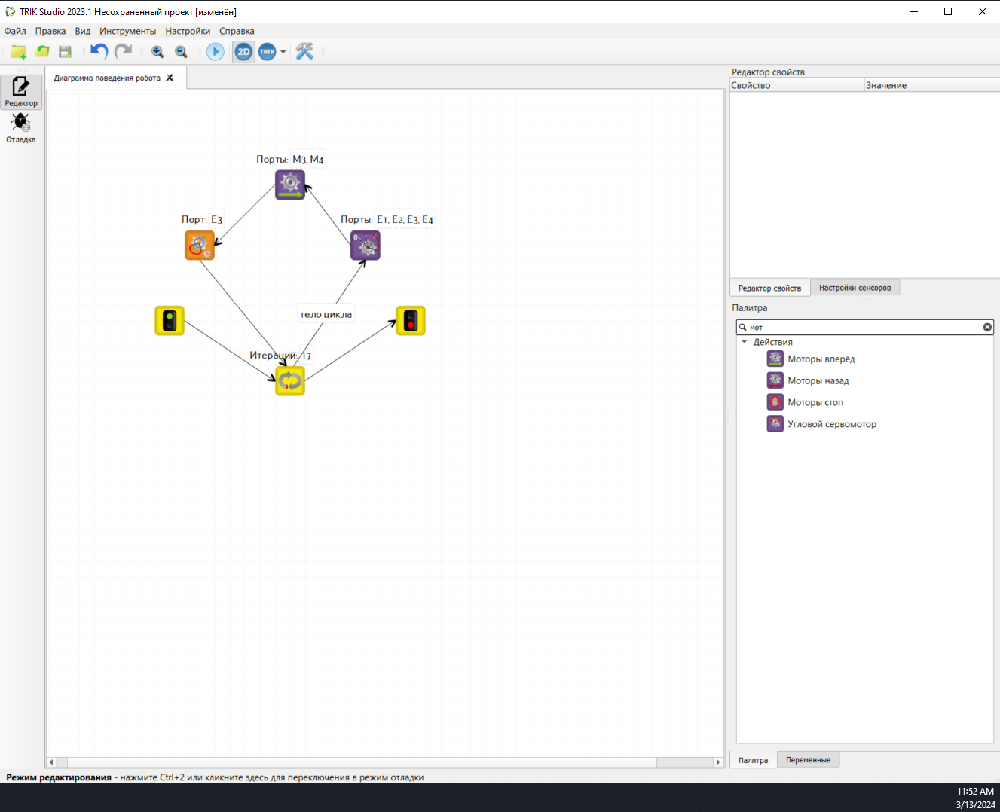 TRIK Studio 2023.1 Несохраненный проект [изменён]
Файл Правка Вид Инструменты Настройки Справка
2D TRIK
Диаграмма поведения робота
Редактор
Отладка
Порты: M3, M4
Порт: E3
Порты: E1, E2, E3, E4
тело цикла
Итераций: 17
Редактор свойств
Свойство Значение
Редактор свойств Настройки сенсоров
Палитра
мот
Действия
Моторы вперёд
Моторы назад
Моторы стоп
Угловой сервомотор
Палитра Переменные
Режим редактирования - нажмите Ctrl+2 или кликните здесь для переключения в режим отладки
11:52 AM
3/13/2024